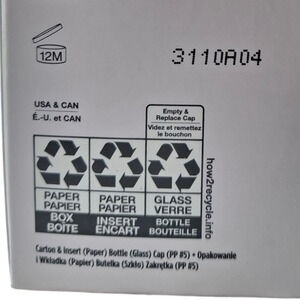 12M
3110A04
USA & CAN
É.-U. et CAN
Empty &
Replace Cap
Videz et remettez
le bouchon
PAPER
PAPIER
BOX
BOÎTE
PAPER
PAPIER
INSERT
ENCART
GLASS
VERRE
BOTTLE
BOUTEILLE
how2recycle.info
Carton & Insert (Paper) Bottle (Glass) Cap (PP #5) • Opakowanie
i Wkładka (Papier) Butelka (Szkło) Zakrętka (PP #5)